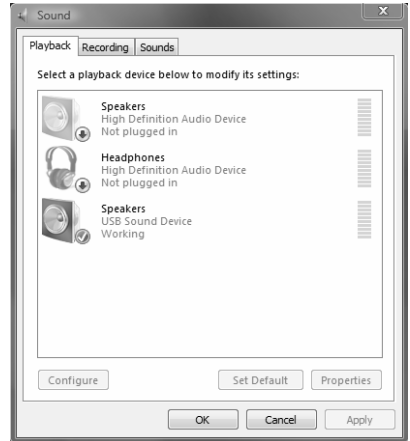 Sound
x
Playback Recording Sounds
Select a playback device below to modify its settings:
Speakers
High Definition Audio Device
Not plugged in
Headphones
High Definition Audio Device
Not plugged in
Speakers
USB Sound Device
Working
Configure Set Default Properties
OK Cancel Apply